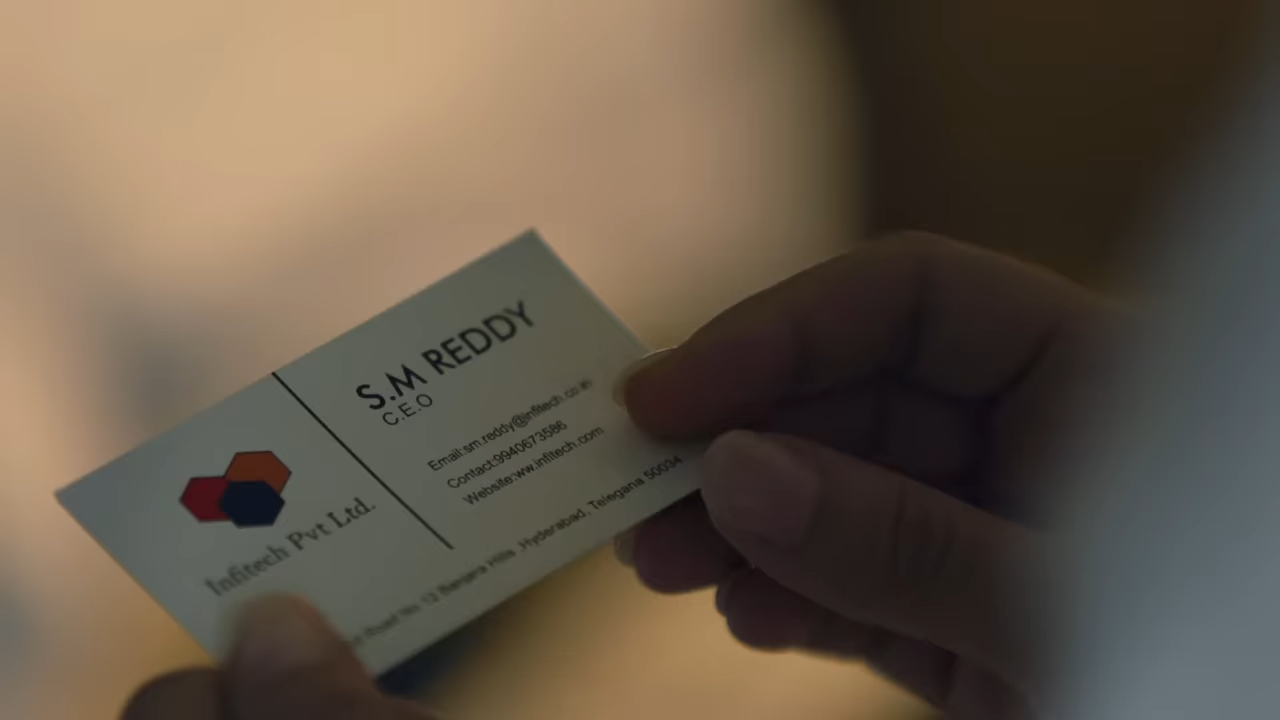 Infitech Pvt Ltd.
S.M REDDY
C.E.O
Email:sm.reddy@infitech.co.in
Contact:9940673586
Website:ww.infitech.com
Road No 12 Banjara Hills ,Hyderabad, Telegana 50034